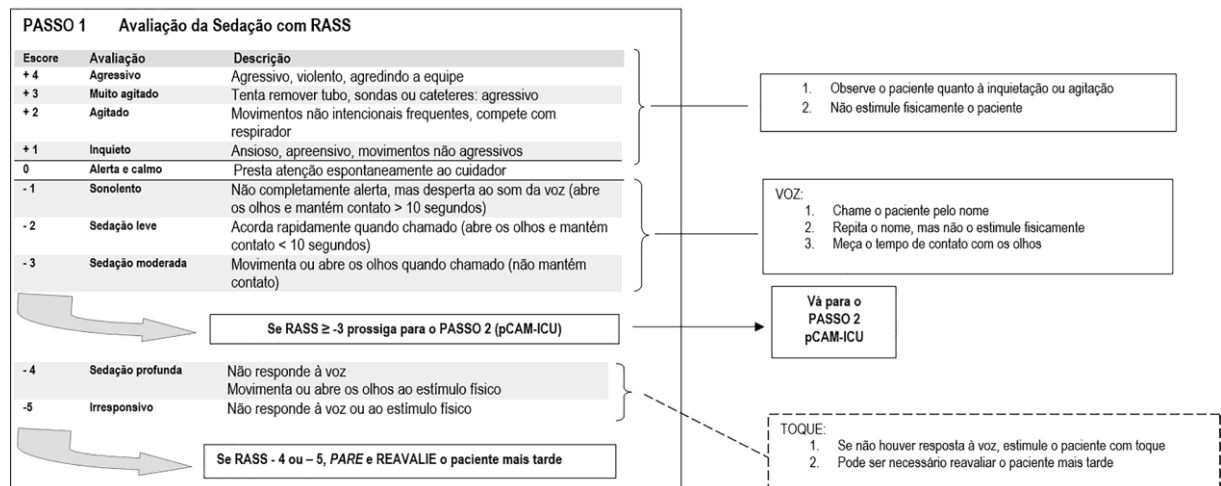 PASSO 1 Avaliação da Sedação com RASS
Escore Avaliação Descrição
+ 4 Agressivo Agressivo, violento, agredindo a equipe
+ 3 Muito agitado Tenta remover tubo, sondas ou cateteres: agressivo
+ 2 Agitado Movimentos não intencionais frequentes, compete com
respirador
+ 1 Inquieto Ansioso, apreensivo, movimentos não agressivos
0 Alerta e calmo Presta atenção espontaneamente ao cuidador
- 1 Sonolento Não completamente alerta, mas desperta ao som da voz (abre
os olhos e mantém contato > 10 segundos)
- 2 Sedação leve Acorda rapidamente quando chamado (abre os olhos e mantém
contato < 10 segundos)
- 3 Sedação moderada Movimenta ou abre os olhos quando chamado (não mantém
contato)
Se RASS ≥ -3 prossiga para o PASSO 2 (pCAM-ICU)
- 4 Sedação profunda Não responde à voz
Movimenta ou abre os olhos ao estímulo físico
-5 Irresponsivo Não responde à voz ou ao estímulo físico
Se RASS - 4 ou – 5, PARE e REAVALIE o paciente mais tarde
1. Observe o paciente quanto à inquietação ou agitação
2. Não estimule fisicamente o paciente
VOZ:
1. Chame o paciente pelo nome
2. Repita o nome, mas não o estimule fisicamente
3. Meça o tempo de contato com os olhos
Vá para o
PASSO 2
pCAM-ICU
TOQUE:
1. Se não houver resposta à voz, estimule o paciente com toque
2. Pode ser necessário reavaliar o paciente mais tarde